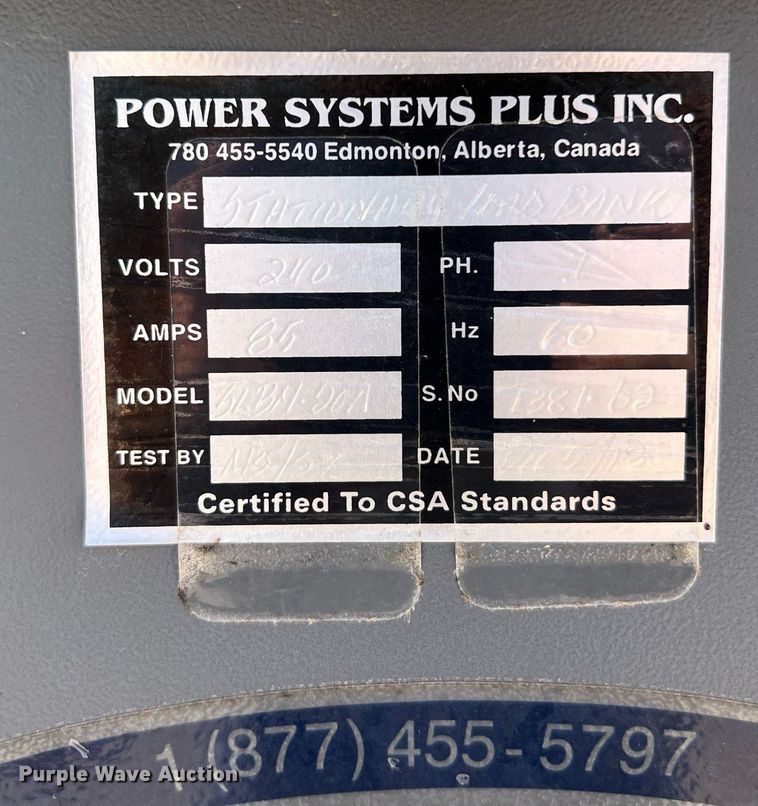 POWER SYSTEMS PLUS INC.
780 455-5540 Edmonton, Alberta, Canada
TYPE STATIONARY LOAD BANK
VOLTS 240 PH. 1
AMPS 85 Hz 60
MODEL S. No
TEST BY DATE
Certified To CSA Standards
1 (877) 455-5797
Purple Wave Auction